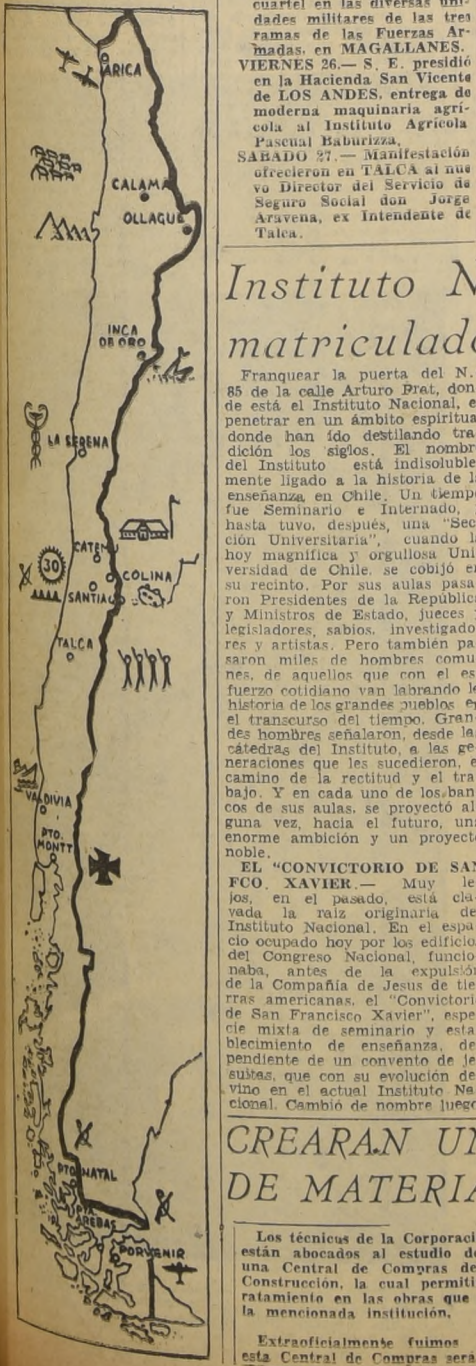 ARICA
CALAMA
OLLAGUE
INCA
DE ORO
LA SERENA
CATEMU
30
COLINA
SANTIAGO
TALCA
VALDIVIA
PTO.
MONTT
PTO NATAL
PTA
ARENAS
PORVENIR
cuartel en las diversas uni-
dades militares de las tres
ramas de las Fuerzas Ar-
madas, en MAGALLANES.
VIERNES 26.— S. E. presidió
en la Hacienda San Vicente
de LOS ANDES, entrega de
moderna maquinaria agrí-
cola al Instituto Agrícola
Pascual Baburizza.
SABADO 27.— Manifestación
ofrecieron en TALCA al nue
vo Director del Servicio de
Seguro Social don Jorge
Aravena, ex Intendente de
Talca.
Instituto N
matriculado
Franquear la puerta del N.
85 de la calle Arturo Prat, don
de está el Instituto Nacional, e
penetrar en un ámbito espiritua
donde han ido destilando tra
dición los siglos. El nombr
del Instituto está indisoluble
mente ligado a la historia de l
enseñanza en Chile. Un tiemp
fue Seminario e Internado,
hasta tuvo, después, una "Sec
ción Universitaria", cuando l
hoy magnífica y orgullosa Uni
versidad de Chile, se cobijó e
su recinto. Por sus aulas pasa
ron Presidentes de la Repúblic
y Ministros de Estado, jueces
legisladores, sabios, investigado
res y artistas. Pero también pa
saron miles de hombres comu
nes, de aquellos que con el es
fuerzo cotidiano van labrando l
historia de los grandes pueblos e
el transcurso del tiempo. Gran
des hombres señalaron, desde la
cátedras del Instituto, a las ge
neraciones que les sucedieron, e
camino de la rectitud y el tra
bajo. Y en cada uno de los ban
cos de sus aulas, se proyectó al
guna vez, hacia el futuro, un
enorme ambición y un proyect
noble.
EL "CONVICTORIO DE SAN
FCO. XAVIER.— Muy le
jos, en el pasado, está cla
vada la raíz originaria de
Instituto Nacional. En el espa
cio ocupado hoy por los edificio
del Congreso Nacional, funcio
naba, antes de la expulsión
de la Compañía de Jesus de tie
rras americanas, el "Convictori
de San Francisco Xavier", espe
cie mixta de seminario y esta
blecimiento de enseñanza, de
pendiente de un convento de je
suitas, que con su evolución de
vino en el actual Instituto Na
cional. Cambió de nombre luego
CREARAN UN
DE MATERIA
Los técnicos de la Corporaci
están abocados al estudio de
una Central de Compras de
Construcción, la cual permiti
ratamiento en las obras que
la mencionada institución.
Extraoficialmente fuimos
esta Central de Compras será